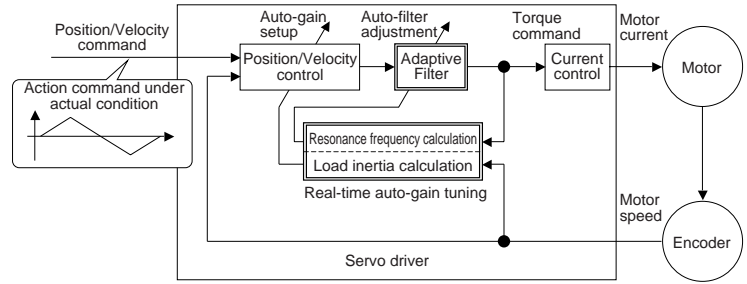 Position/Velocity
command
Action command under
actual condition
Auto-gain
setup
Auto-filter
adjustment
Torque
command
Motor
current
Position/Velocity
control
Adaptive
Filter
Current
control
Motor
Resonance frequency calculation
Load inertia calculation
Real-time auto-gain tuning
Motor
speed
Encoder
Servo driver